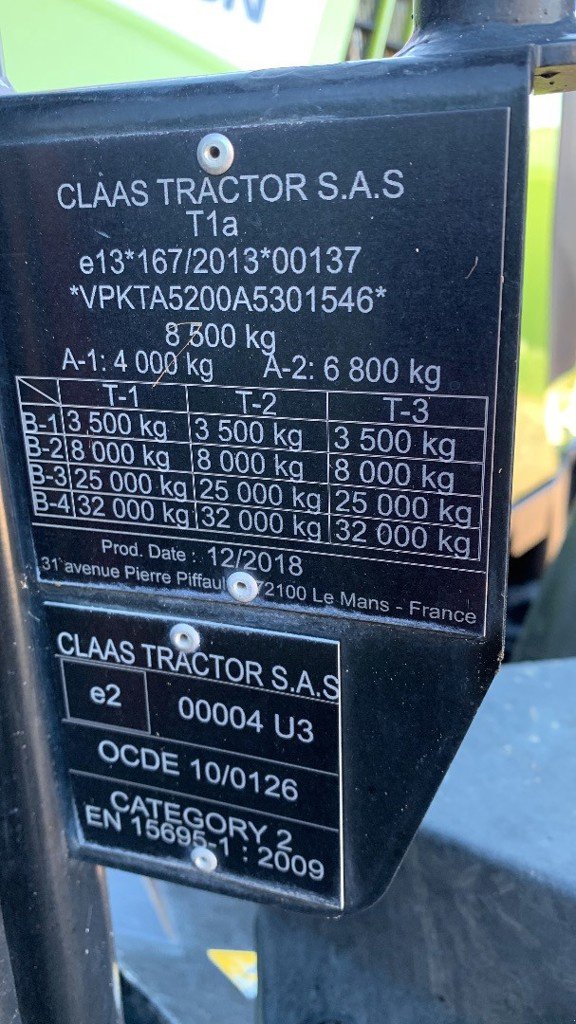 CLAAS TRACTOR S.A.S
T1a
e13*167/2013*00137
*VPKTA5200A5301546*
8 500 kg
A-1: 4 000 kg A-2: 6 800 kg
T-1 T-2 T-3
B-1 3 500 kg 3 500 kg 3 500 kg
B-2 8 000 kg 8 000 kg 8 000 kg
B-3 25 000 kg 25 000 kg 25 000 kg
B-4 32 000 kg 32 000 kg 32 000 kg
Prod. Date : 12/2018
31 avenue Pierre 72100 Le Mans - France
CLAAS TRACTOR S.A.S
e2 00004 U3
OCDE 10/0126
CATEGORY 2
EN 15695-1 : 2009